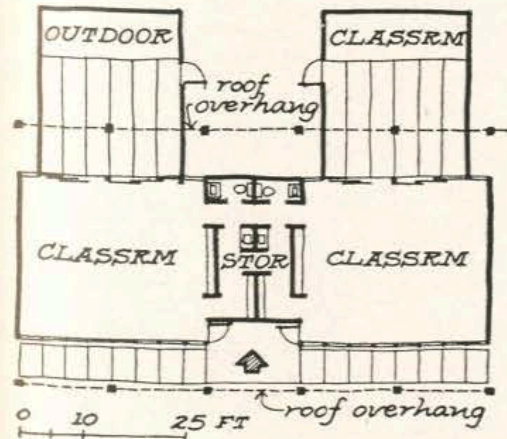 OUTDOOR
CLASSRM
roof
overhang
CLASSRM
STOR
CLASSRM
0 10 25 FT
roof overhang